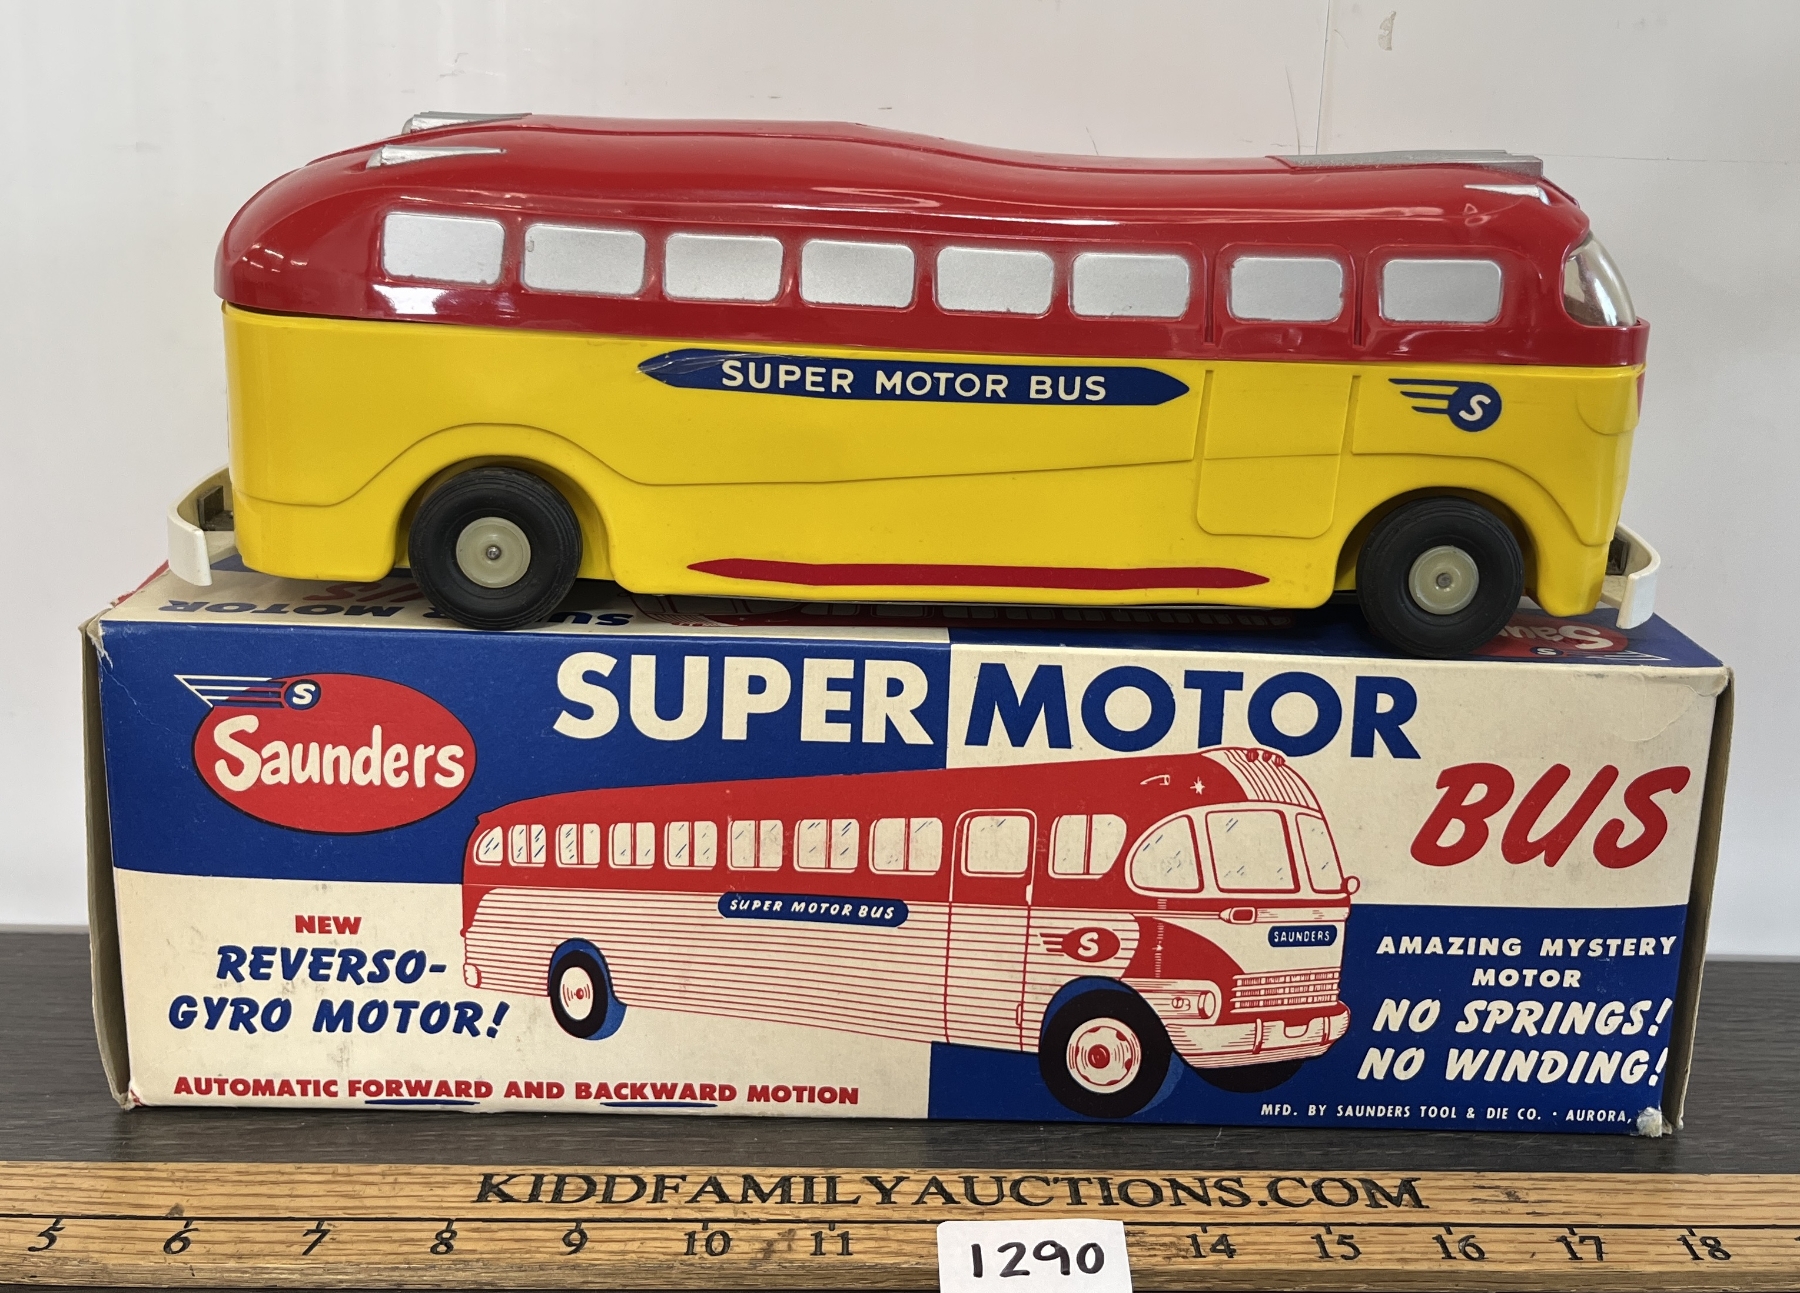 SUPER MOTOR BUS
S
SUPER MOTOR
S
Saunders
SUPER MOTOR
BUS
SUPER MOTOR BUS
S
SAUNDERS
NEW
REVERSO-
GYRO MOTOR!
AUTOMATIC FORWARD AND BACKWARD MOTION
AMAZING MYSTERY
MOTOR
NO SPRINGS!
NO WINDING!
MFD. BY SAUNDERS TOOL & DIE CO. · AURORA,
KIDDFAMILYAUCTIONS.COM
5 6 7 8 9 10 11 14 15 16 17 18
1290